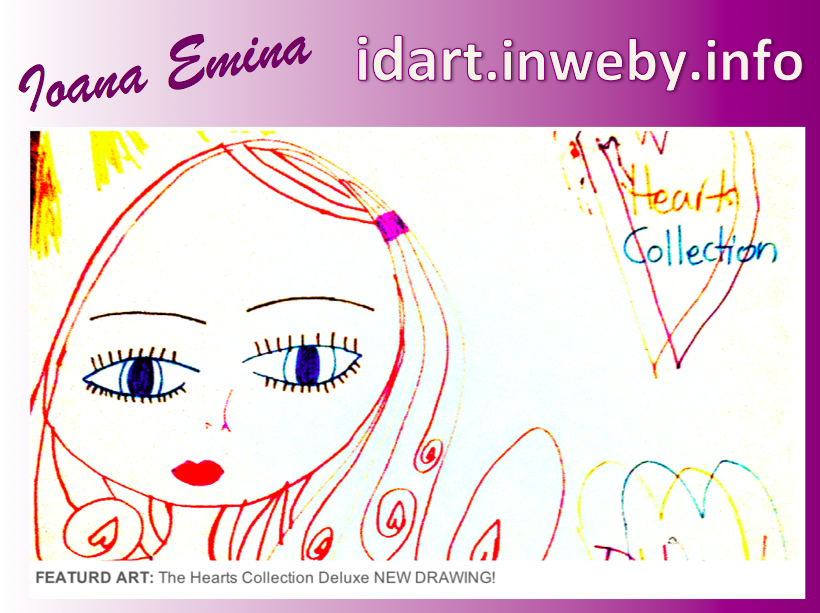 Ioana Emina
idart.inweby.info
Hearts
Collection
FEATURD ART: The Hearts Collection Deluxe NEW DRAWING!